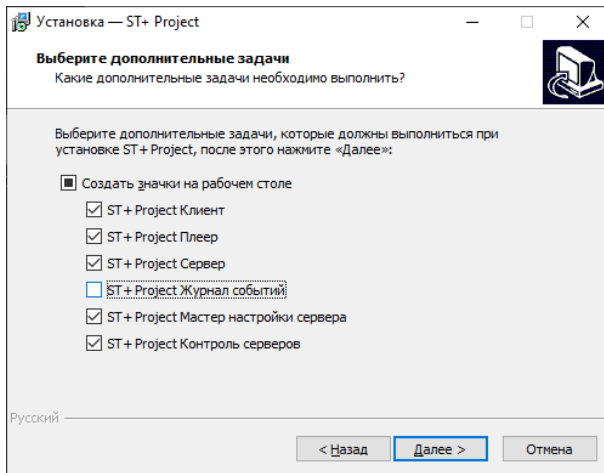 Установка — ST+ Project
Выберите дополнительные задачи
Какие дополнительные задачи необходимо выполнить?
Выберите дополнительные задачи, которые должны выполниться при
установке ST+Project, после этого нажмите «Далее»:
Создать значки на рабочем столе
ST+Project Клиент
ST+Project Плеер
ST+Project Сервер
ST+Project Журнал событий
ST+Project Мастер настройки сервера
ST+Project Контроль серверов
Русский
< Назад Далее > Отмена